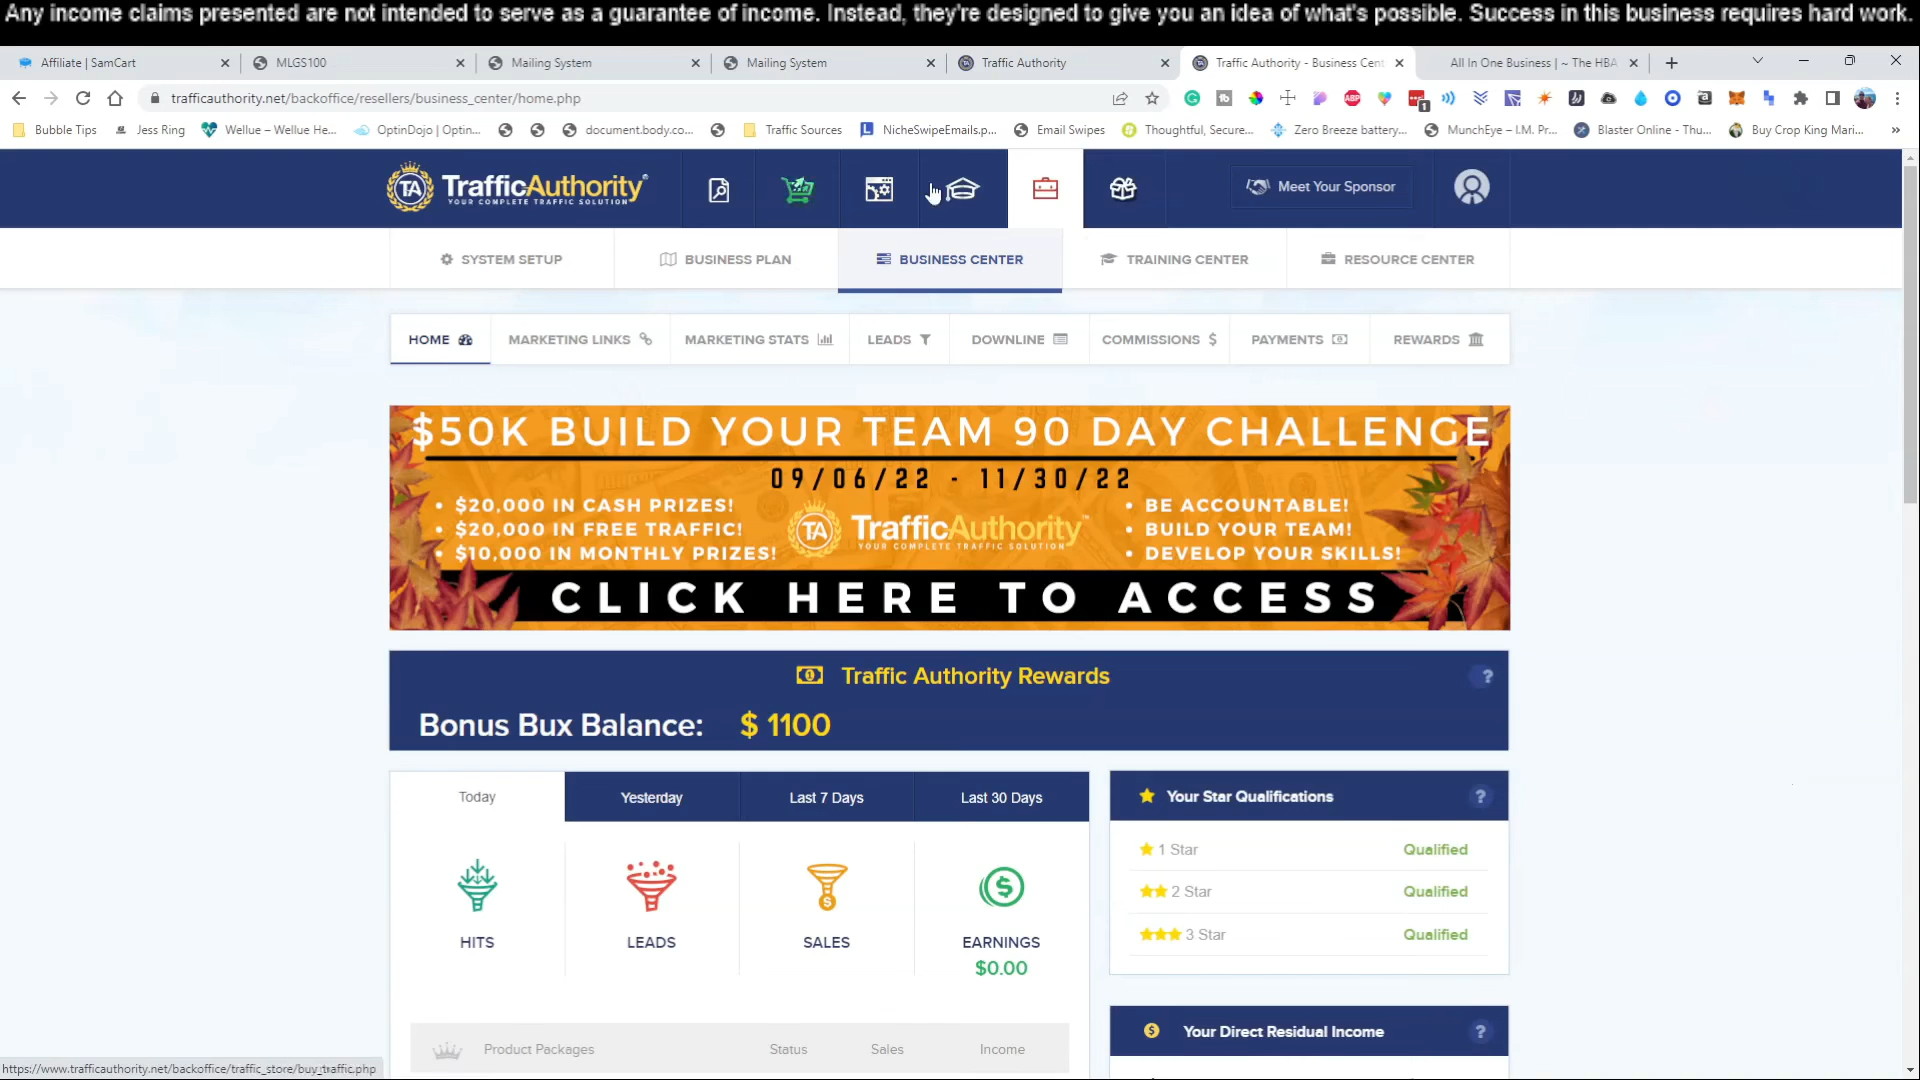 Any income claims presented are not intended to serve as a guarantee of income. Instead, they're designed to give you an idea of what's possible. Success in this business requires hard work.
Affiliate | SamCart
MLGS100
Mailing System
Mailing System
Traffic Authority
Traffic Authority - Business Cent
All In One Business | ~ The HBA
trafficauthority.net/backoffice/resellers/business_center/home.php
ABP
1
Bubble Tips
Jess Ring
Wellue – Wellue He...
OptinDojo | Optin...
document.body.co...
Traffic Sources
NicheSwipeEmails.p...
Email Swipes
Thoughtful, Secure...
Zero Breeze battery...
MunchEye – I.M. Pr...
Blaster Online - Thu...
Buy Crop King Mari...
TA TrafficAuthority
YOUR COMPLETE TRAFFIC SOLUTION
Meet Your Sponsor
SYSTEM SETUP
BUSINESS PLAN
BUSINESS CENTER
TRAINING CENTER
RESOURCE CENTER
HOME
MARKETING LINKS
MARKETING STATS
LEADS
DOWNLINE
COMMISSIONS $
PAYMENTS
REWARDS
$50K BUILD YOUR TEAM 90 DAY CHALLENGE
09/06/22 - 11/30/22
• $20,000 IN CASH PRIZES!
• $20,000 IN FREE TRAFFIC!
• $10,000 IN MONTHLY PRIZES!
TA TrafficAuthority™
YOUR COMPLETE TRAFFIC SOLUTION
• BE ACCOUNTABLE!
• BUILD YOUR TEAM!
• DEVELOP YOUR SKILLS!
CLICK HERE TO ACCESS
Traffic Authority Rewards
?
Bonus Bux Balance: $ 1100
Today
Yesterday
Last 7 Days
Last 30 Days
HITS
LEADS
SALES
EARNINGS
$0.00
Product Packages
Status
Sales
Income
Your Star Qualifications
?
1 Star Qualified
2 Star Qualified
3 Star Qualified
Your Direct Residual Income
?
https://www.trafficauthority.net/backoffice/traffic_store/buy_traffic.php